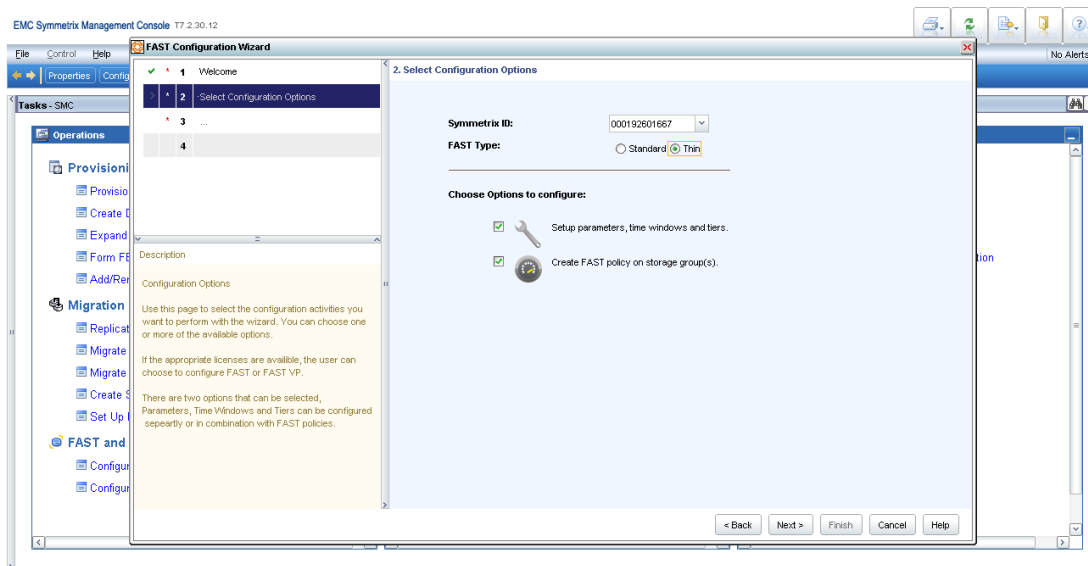 EMC Symmetrix Management Console T7.2.30.12
File Control Help
No Alerts
Properties Config
Tasks - SMC
Operations
Provisioni
Provisio
Create D
Expand
Form FE
Add/Rer
Migration
Replicat
Migrate
Migrate
Create S
Set Up
FAST and
Configur
Configur
tion
FAST Configuration Wizard
1 Welcome
2 -Select Configuration Options
3 ...
4
Description
Configuration Options
Use this page to select the configuration activities you
want to perform with the wizard. You can choose one
or more of the available options.
If the appropriate licenses are availible, the user can
choose to configure FAST or FAST VP.
There are two options that can be selected,
Parameters, Time Windows and Tiers can be configured
sepeartly or in combination with FAST policies.
2. Select Configuration Options
Symmetrix ID: 000192601667
FAST Type: Standard Thin
Choose Options to configure:
Setup parameters, time windows and tiers.
Create FAST policy on storage group(s).
< Back Next > Finish Cancel Help